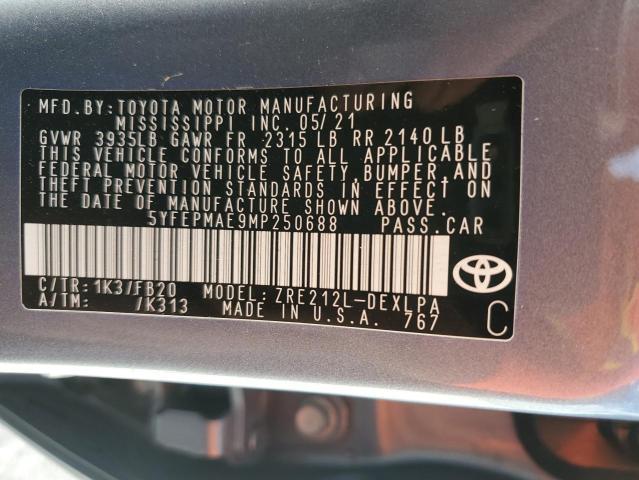 MFD.BY:TOYOTA MOTOR MANUFACTURING
MISSISSIPPI INC.05/21
GVWR 3935LB GAWR FR 2315 LB RR 2140 LB
THIS VEHICLE CONFORMS TO ALL APPLICABLE
FEDERAL MOTOR VEHICLE SAFETY,BUMPER,AND
THEFT PREVENTION STANDARDS IN EFFECT ON
THE DATE OF MANUFACTURE SHOWN ABOVE.
5YFEPMAE9MP250688 PASS.CAR
C/TR:1K3/FB20 MODEL:ZRE212L-DEXLPA
A/TM: /K313 MADE IN U.S.A. 767
C